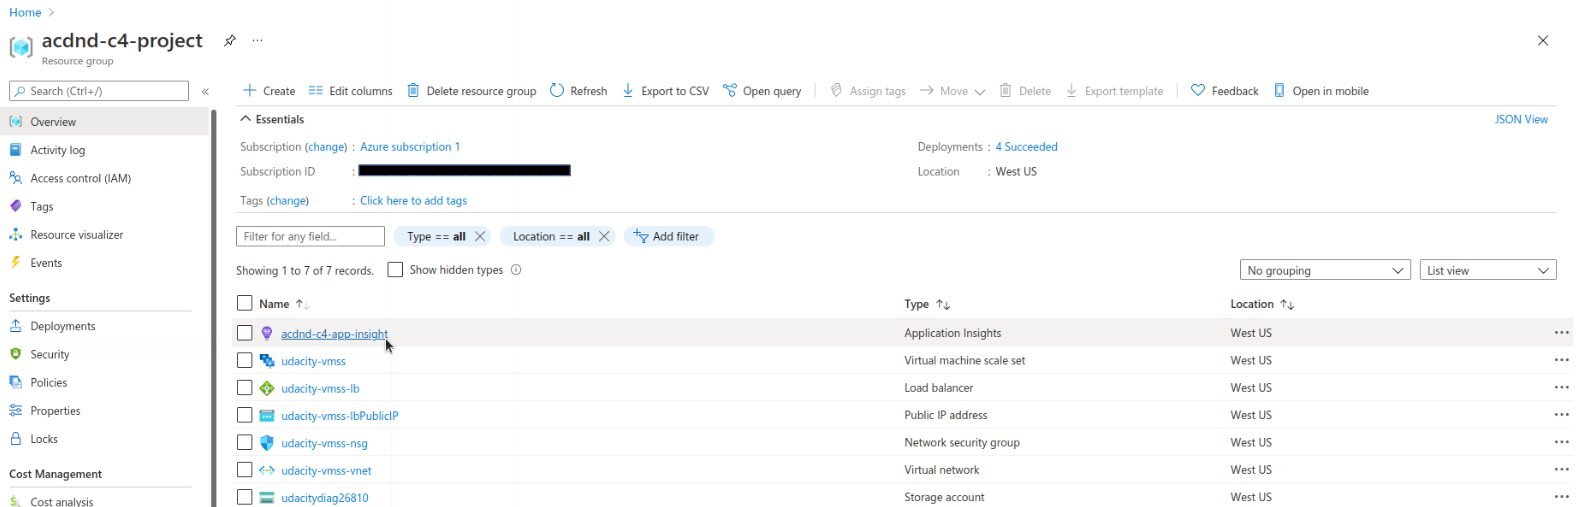 Home >
acdnd-c4-project
Resource group
Search (Ctrl+/)
Overview
Activity log
Access control (IAM)
Tags
Resource visualizer
Events
Settings
Deployments
Security
Policies
Properties
Locks
Cost Management
Cost analysis
Create Edit columns Delete resource group Refresh Export to CSV Open query Assign tags Move Delete Export template Feedback Open in mobile
Essentials JSON View
Subscription (change) : Azure subscription 1 Deployments : 4 Succeeded
Subscription ID : Location : West US
Tags (change) : Click here to add tags
Filter for any field... Type == all Location == all Add filter
Showing 1 to 7 of 7 records. Show hidden types No grouping List view
Name Type Location
acdnd-c4-app-insight Application Insights West US
udacity-vmss Virtual machine scale set West US
udacity-vmss-lb Load balancer West US
udacity-vmss-lbPublicIP Public IP address West US
udacity-vmss-nsg Network security group West US
udacity-vmss-vnet Virtual network West US
udacitydiag26810 Storage account West US